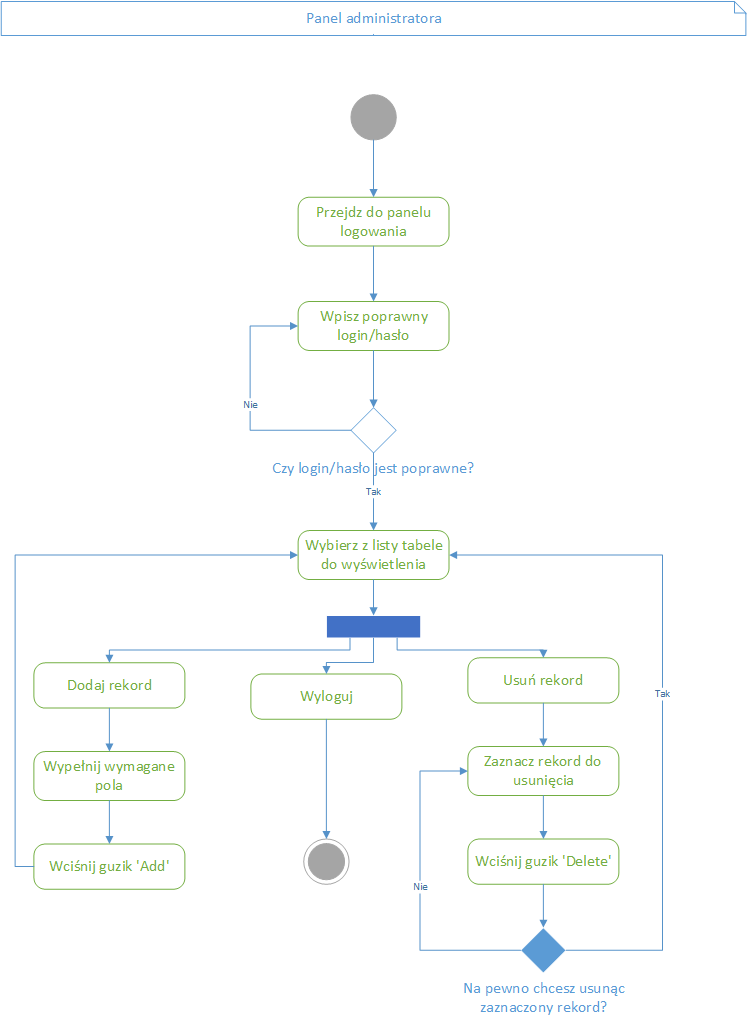 Panel administratora
Przejdz do panelu
logowania
Wpisz poprawny
login/hasło
Nie
Czy login/hasło jest poprawne?
Tak
Wybierz z listy tabele
do wyświetlenia
Dodaj rekord
Wyloguj
Usuń rekord
Tak
Wypełnij wymagane
pola
Zaznacz rekord do
usunięcia
Wciśnij guzik 'Add'
Wciśnij guzik 'Delete'
Nie
Na pewno chcesz usunąc
zaznaczony rekord?